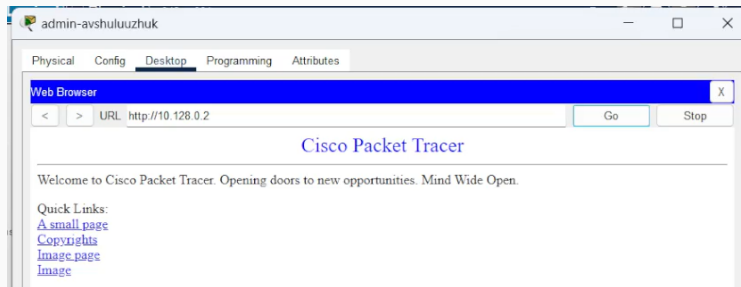 admin-avshuluuzhuk
Physical Config Desktop Programming Attributes
Web Browser X
< > URL http://10.128.0.2 Go Stop
Cisco Packet Tracer
Welcome to Cisco Packet Tracer. Opening doors to new opportunities. Mind Wide Open.
Quick Links:
A small page
Copyrights
Image page
Image